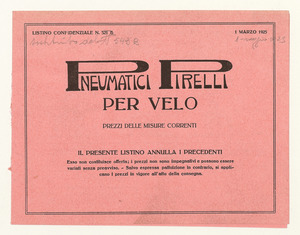 LISTINO CONFIDENZIALE N.
1 MARZO 1925
PNEUMATICI PIRELLI
PER VELO
PREZZI DELLE MISURE CORRENTI
IL PRESENTE LISTINO ANNULLA I PRECEDENTI
Esso non costituisce offerta; i prezzi non sono impegnativi e possono essere
variati senza preavviso. - Salvo espressa pattuizione in contrario, si appli-
cano i prezzi in vigore all'atto della consegna.